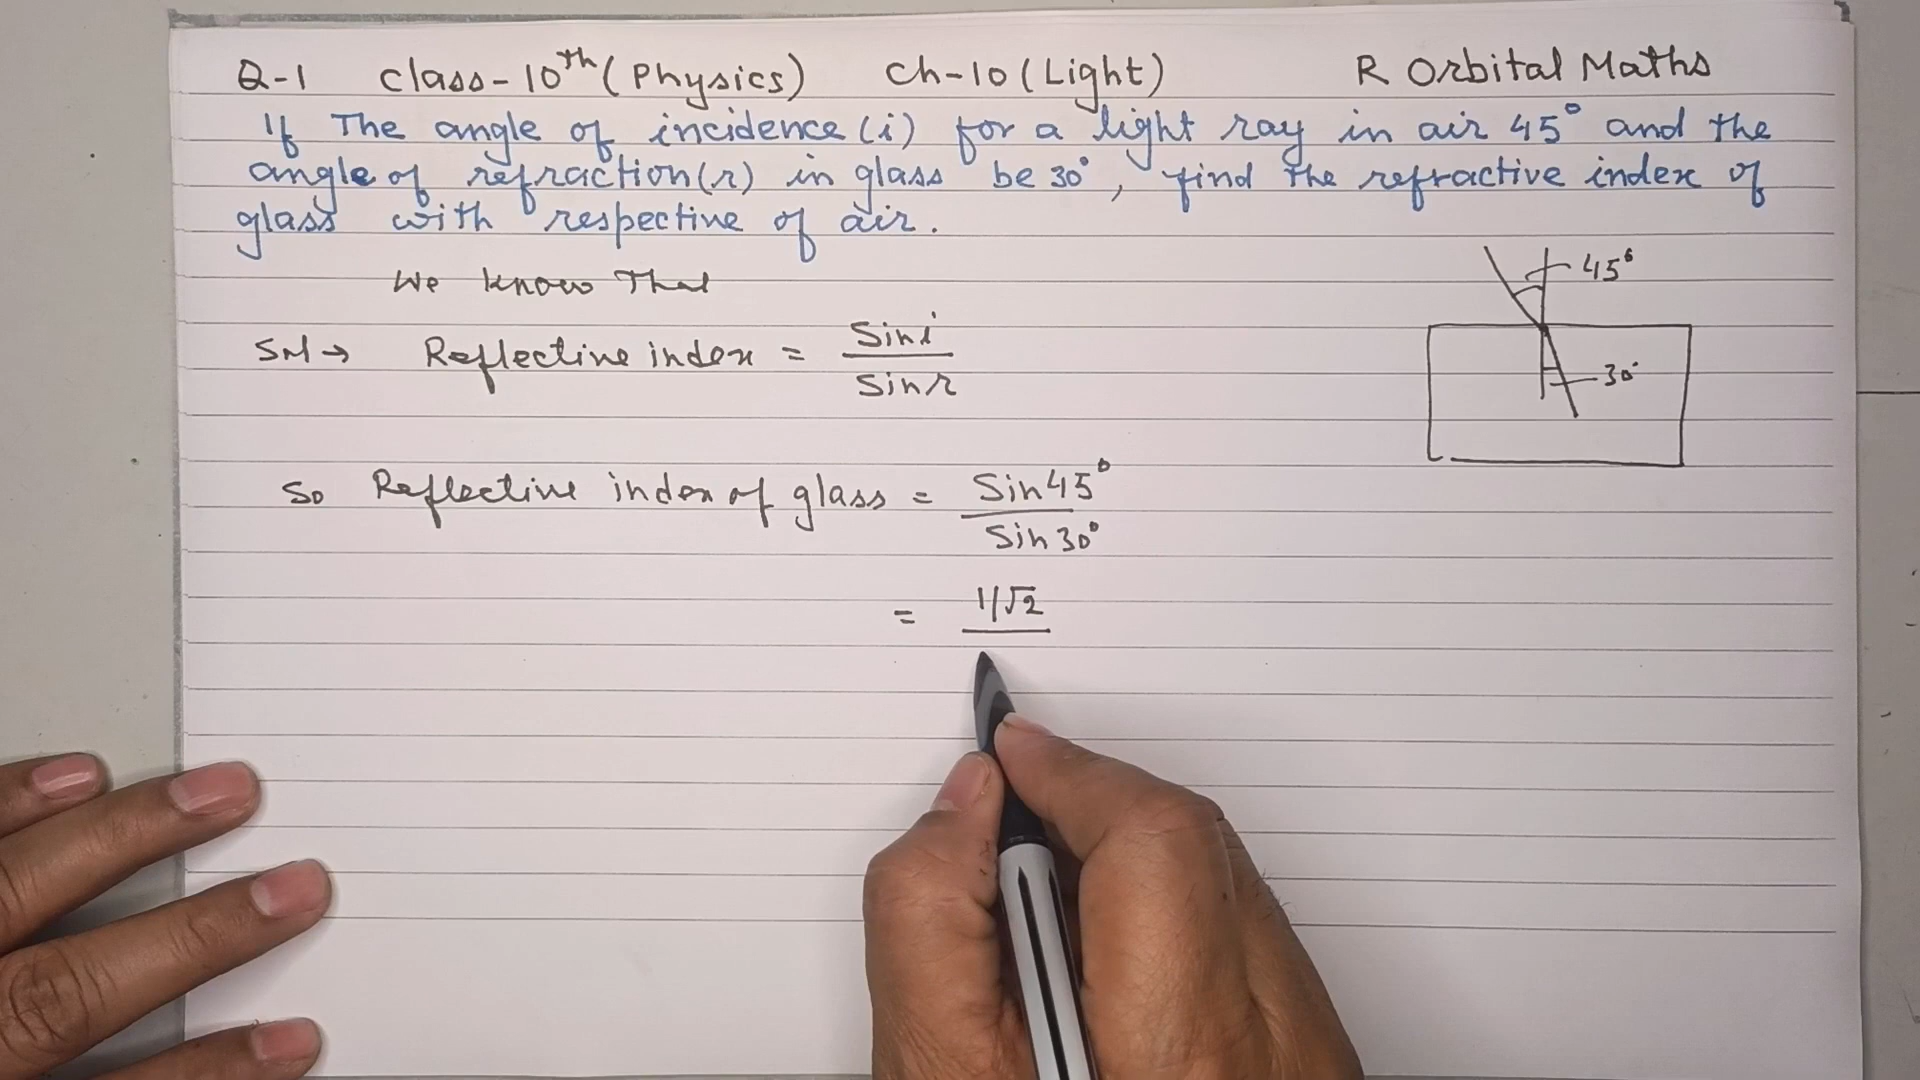 Q-1 Class-10th (Physics) Ch-10 (Light) R Orbital Maths
If The angle of incidence (i) for a light ray in air 45° and the
angle of refraction (r) in glass be 30°, find the refractive index of
glass with respective of air.
We know That
45°
Sol→ Reflective index = Sin i / Sin r
30°
So Reflective index of glass = Sin 45° / Sin 30°
= 1/√2